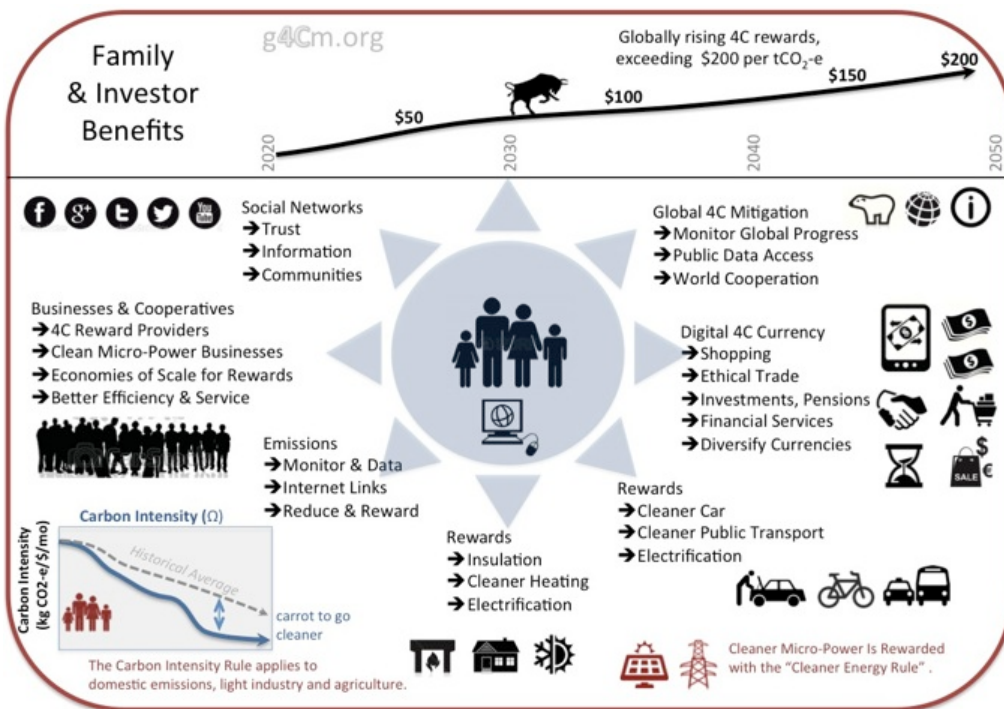 Family
& Investor
Benefits
g4Cm.org
Globally rising 4C rewards,
exceeding $200 per tCO₂-e
$50
$100
$150
$200
2020
2030
2040
2050
f
g+
t
You
Tube
Social Networks
➔Trust
➔Information
➔Communities
Global 4C Mitigation
➔Monitor Global Progress
➔Public Data Access
➔World Cooperation
i
Businesses & Cooperatives
➔4C Reward Providers
➔Clean Micro-Power Businesses
➔Economies of Scale for Rewards
➔Better Efficiency & Service
Digital 4C Currency
➔Shopping
➔Ethical Trade
➔Investments, Pensions
➔Financial Services
➔Diversify Currencies
$
$
$
$
€
SALE
Emissions
➔Monitor & Data
➔Internet Links
➔Reduce & Reward
Rewards
➔Insulation
➔Cleaner Heating
➔Electrification
Rewards
➔Cleaner Car
➔Cleaner Public Transport
➔Electrification
Carbon Intensity (Ω)
Carbon Intensity
(kg CO2-e/$/mo)
Historical Average
carrot to go
cleaner
The Carbon Intensity Rule applies to
domestic emissions, light industry and agriculture.
Cleaner Micro-Power Is Rewarded
with the “Cleaner Energy Rule” .